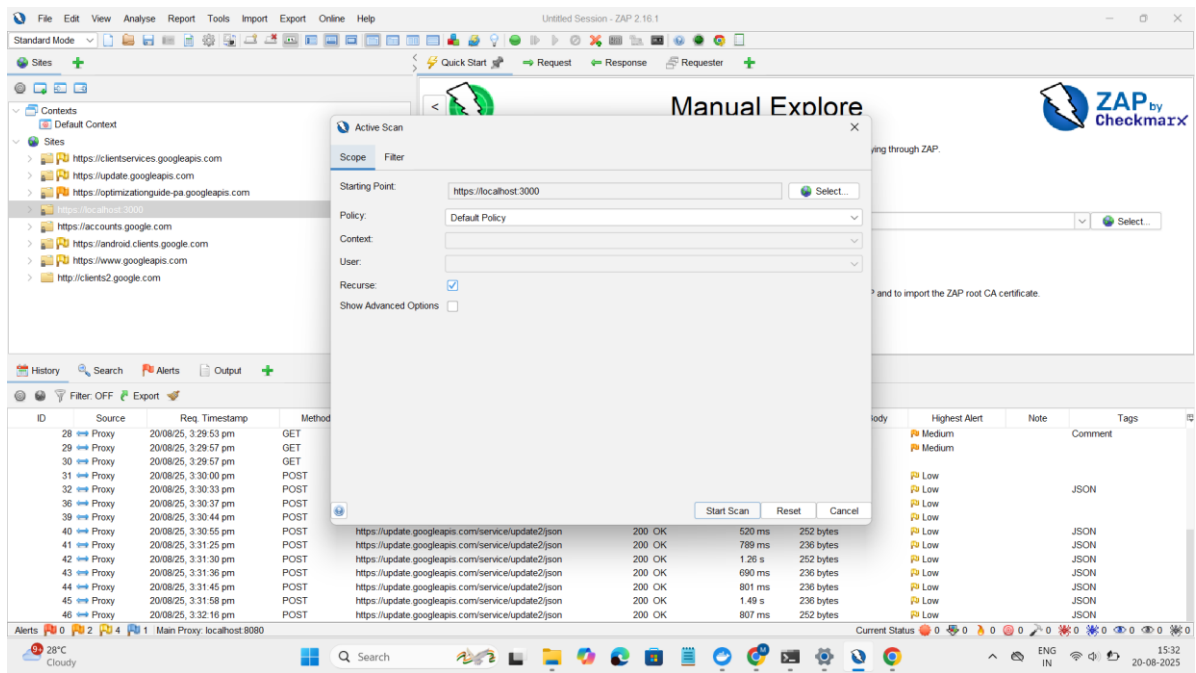 File Edit View Analyse Report Tools Import Export Online Help
Untitled Session - ZAP 2.16.1
Standard Mode
Sites
Quick Start Request Response Requester
Contexts
Default Context
Sites
https://clientservices.googleapis.com
https://update.googleapis.com
https://optimizationguide-pa.googleapis.com
https://localhost:3000
https://accounts.google.com
https://android.clients.google.com
https://www.googleapis.com
http://clients2.google.com
<
Manual Explore
ZAP by
Checkmarx
ying through ZAP.
Select...
P and to import the ZAP root CA certificate.
Active Scan
Scope Filter
Starting Point: https://localhost:3000 Select...
Policy: Default Policy
Context:
User:
Recurse:
Show Advanced Options
Start Scan Reset Cancel
History Search Alerts Output
Filter: OFF Export
ID Source Req. Timestamp Method ody Highest Alert Note Tags
28 Proxy 20/08/25, 3:29:53 pm GET Medium Comment
29 Proxy 20/08/25, 3:29:57 pm GET Medium
30 Proxy 20/08/25, 3:29:57 pm GET
31 Proxy 20/08/25, 3:30:00 pm POST Low
32 Proxy 20/08/25, 3:30:33 pm POST Low JSON
36 Proxy 20/08/25, 3:30:37 pm POST Low
39 Proxy 20/08/25, 3:30:44 pm POST Low
40 Proxy 20/08/25, 3:30:55 pm POST https://update.googleapis.com/service/update2/json 200 OK 520 ms 252 bytes Low JSON
41 Proxy 20/08/25, 3:31:25 pm POST https://update.googleapis.com/service/update2/json 200 OK 789 ms 236 bytes Low JSON
42 Proxy 20/08/25, 3:31:30 pm POST https://update.googleapis.com/service/update2/json 200 OK 1.26 s 252 bytes Low JSON
43 Proxy 20/08/25, 3:31:36 pm POST https://update.googleapis.com/service/update2/json 200 OK 690 ms 236 bytes Low JSON
44 Proxy 20/08/25, 3:31:45 pm POST https://update.googleapis.com/service/update2/json 200 OK 801 ms 236 bytes Low JSON
45 Proxy 20/08/25, 3:31:58 pm POST https://update.googleapis.com/service/update2/json 200 OK 1.49 s 236 bytes Low JSON
46 Proxy 20/08/25, 3:32:16 pm POST https://update.googleapis.com/service/update2/json 200 OK 807 ms 252 bytes Low JSON
Alerts 0 2 4 1 Main Proxy: localhost:8080 Current Status 0 0 0 0 0 0 0 0 0 0
9+ 28°C
Cloudy
Search
ENG
IN
15:32
20-08-2025